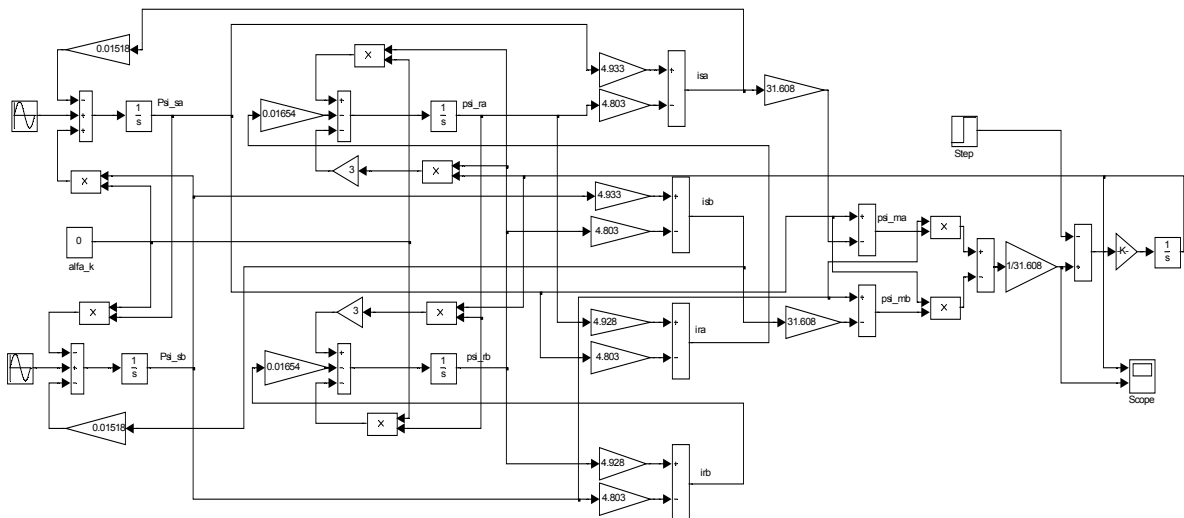 0.01518
Psi_sa
1
s
X
0
alfa_k
X
Psi_sb
1
s
0.01518
X
0.01654
psi_ra
1
s
3
X
3
X
0.01654
psi_rb
1
s
X
4.933
4.803
isa
31.608
4.933
4.803
isb
4.928
4.803
ira
31.608
4.928
4.803
irb
psi_ma
psi_mb
X
X
1/31.608
Step
-K-
1
s
Scope